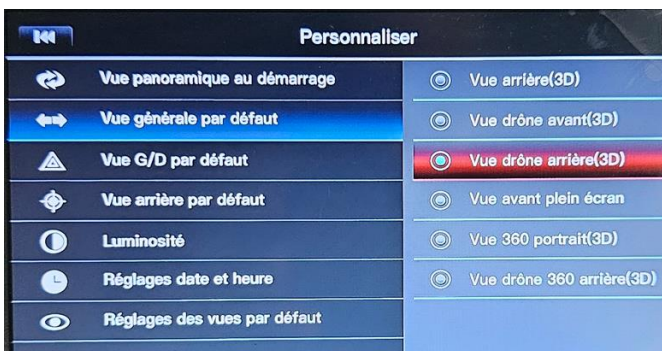 Personnaliser
Vue panoramique au démarrage
Vue générale par défaut
Vue G/D par défaut
Vue arrière par défaut
Luminosité
Réglages date et heure
Réglages des vues par défaut
Vue arrière(3D)
Vue drône avant(3D)
Vue drône arrière(3D)
Vue avant plein écran
Vue 360 portrait(3D)
Vue drône 360 arrière(3D)